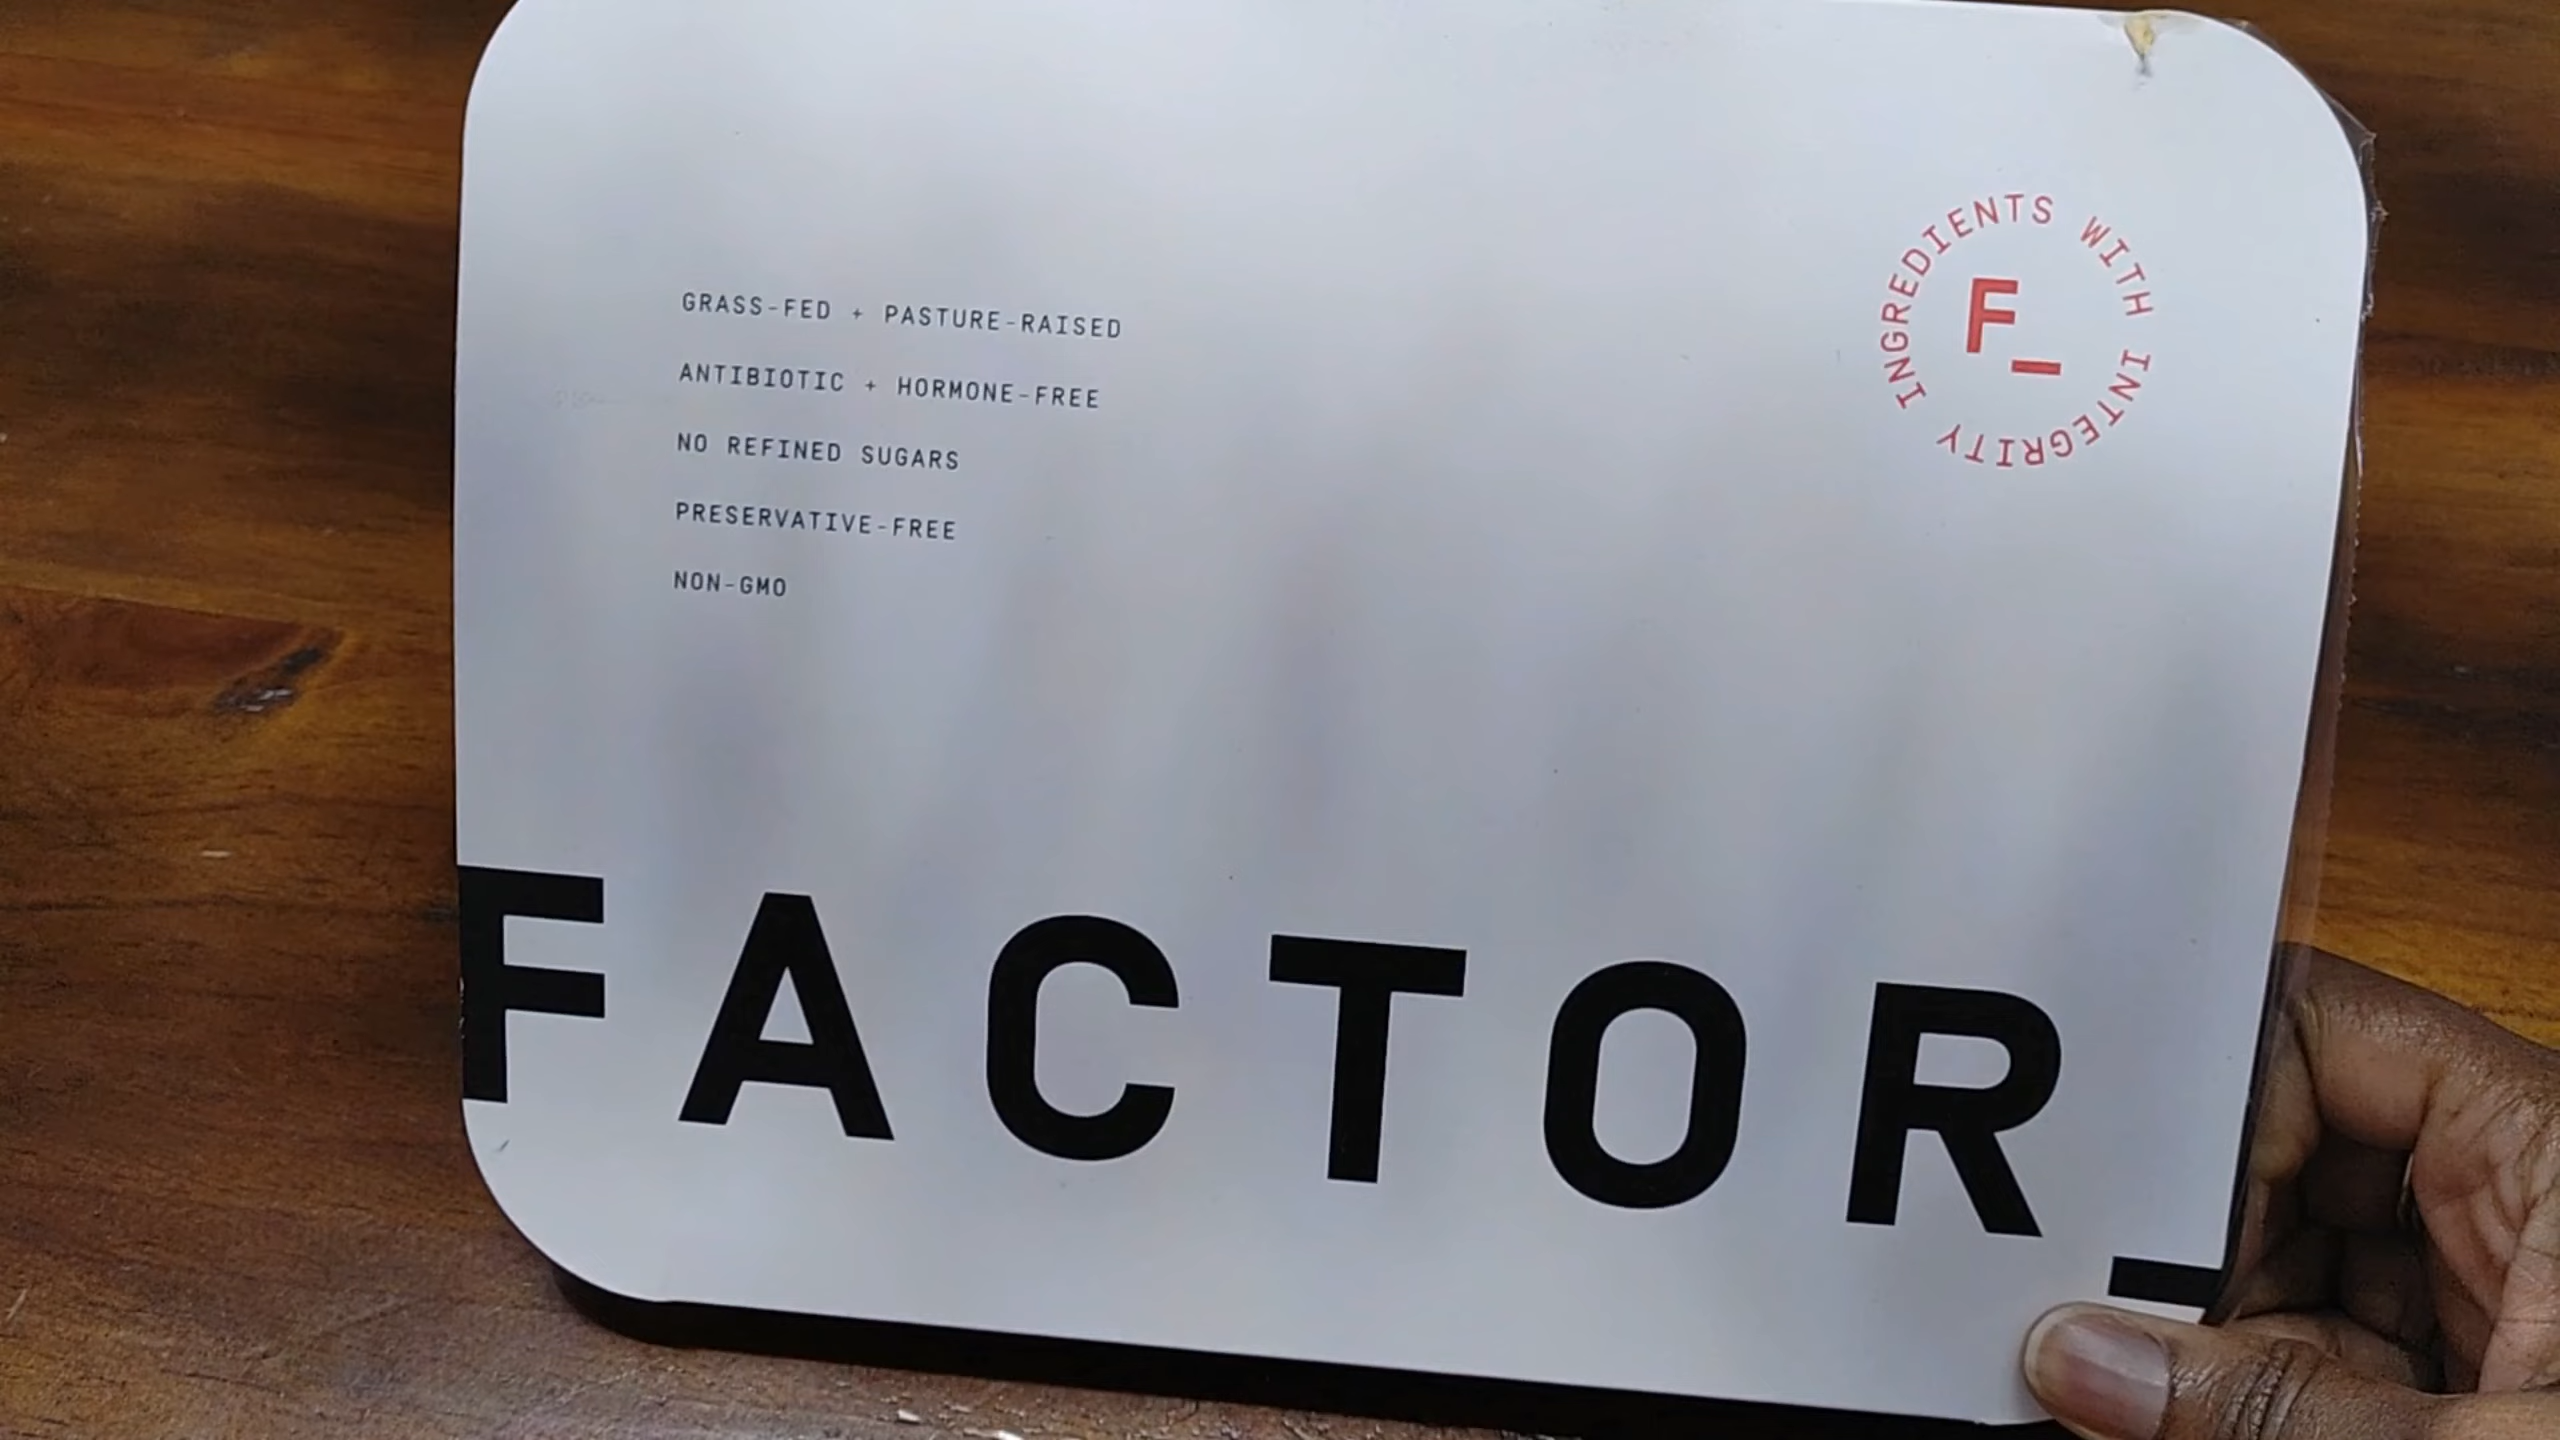 GRASS-FED + PASTURE-RAISED
ANTIBIOTIC + HORMONE-FREE
NO REFINED SUGARS
PRESERVATIVE-FREE
NON-GMO
INGREDIENTS WITH INTEGRITY
F_
FACTOR_